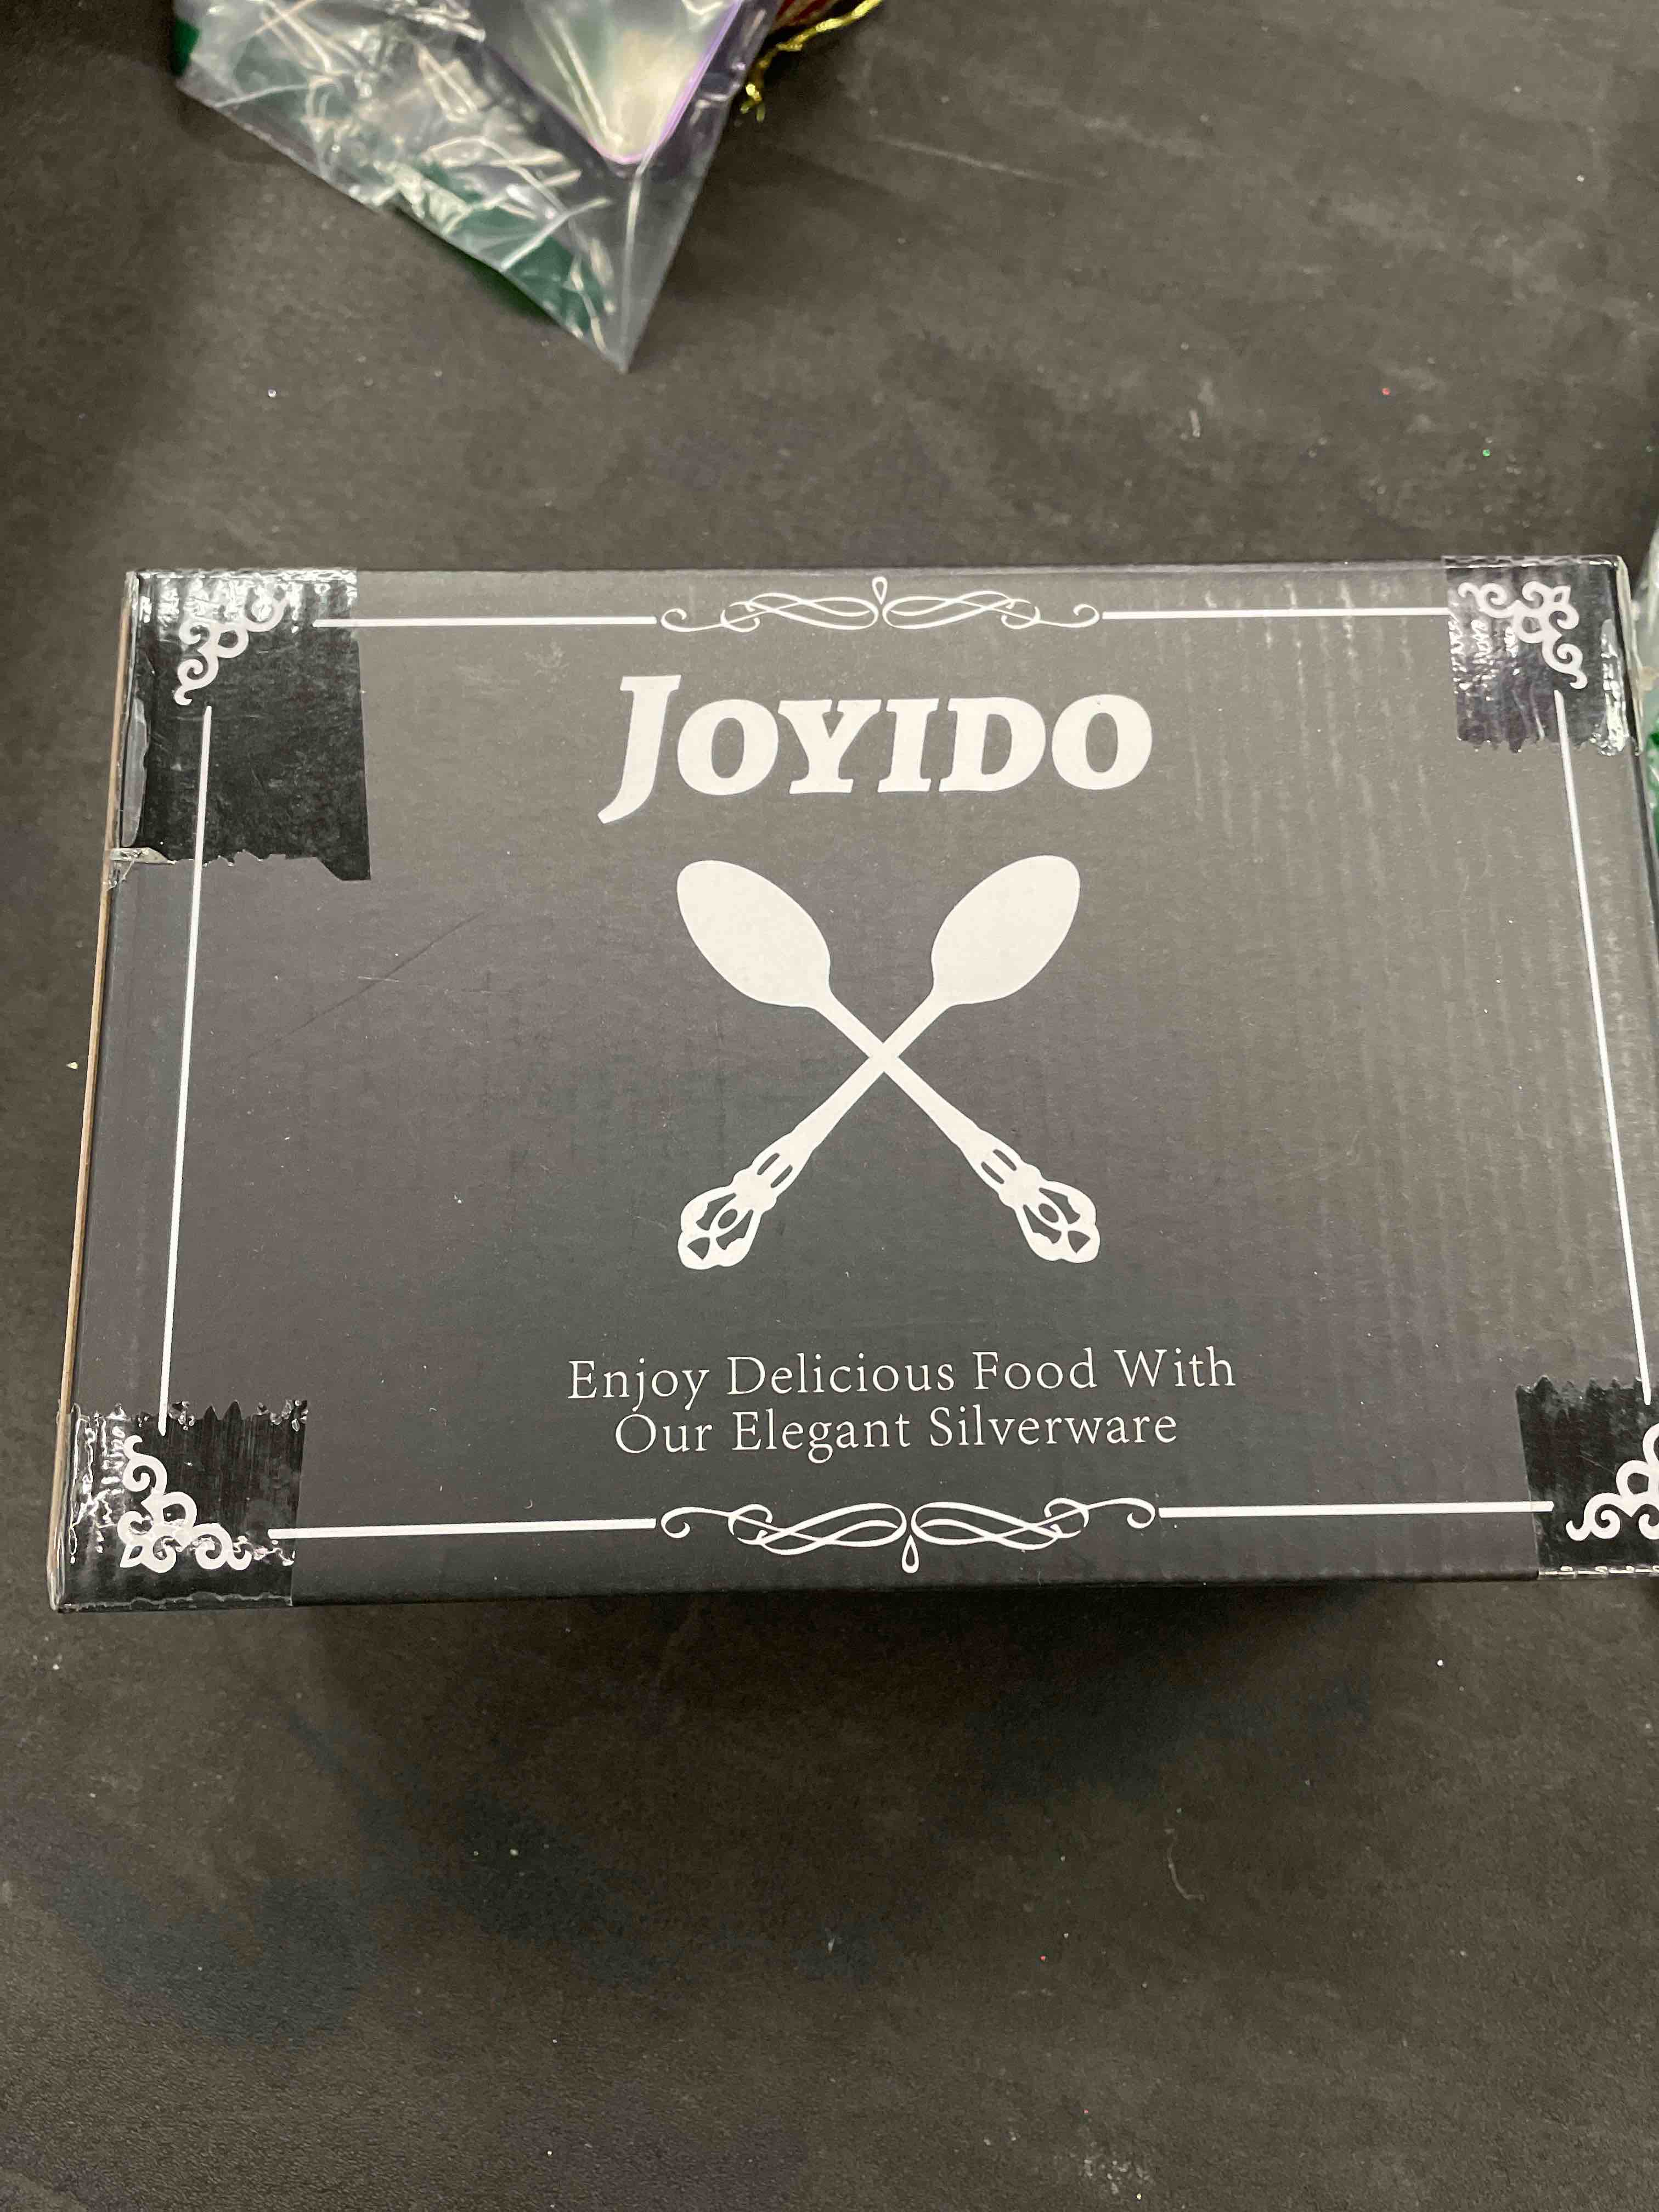 JOYIDO
Enjoy Delicious Food With
Our Elegant Silverware